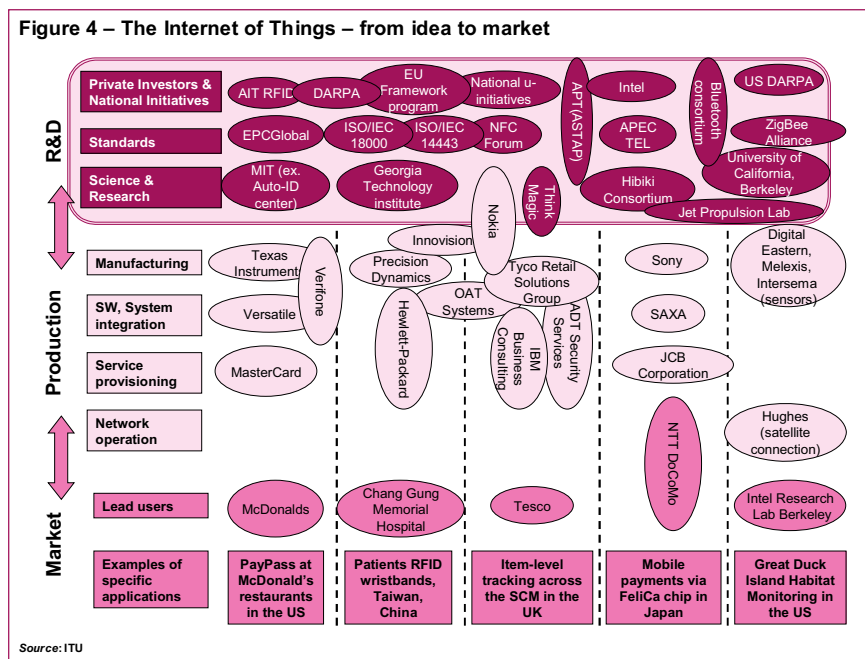 Figure 4 – The Internet of Things – from idea to market
R&D
Private Investors &
National Initiatives
AIT RFID
DARPA
EU
Framework
program
National u-
initiatives
APT(ASTAP)
Intel
Bluetooth
consortium
US DARPA
Standards
EPCGlobal
ISO/IEC
18000
ISO/IEC
14443
NFC
Forum
APEC
TEL
ZigBee
Alliance
Science &
Research
MIT (ex.
Auto-ID
center)
Georgia
Technology
institute
Nokia
Think
Magic
Hibiki
Consortium
University of
California,
Berkeley
Jet Propulsion Lab
Production
Manufacturing
Texas
Instruments
Verifone
Innovision
Precision
Dynamics
Tyco Retail
Solutions
Group
Sony
Digital
Eastern,
Melexis,
Intersema
(sensors)
SW, System
integration
Versatile
Hewlett-Packard
OAT
Systems
IBM
Business
Consulting
ADT Security
Services
SAXA
Service
provisioning
MasterCard
JCB
Corporation
Network
operation
NTT DoCoMo
Hughes
(satellite
connection)
Market
Lead users
McDonalds
Chang Gung
Memorial
Hospital
Tesco
Intel Research
Lab Berkeley
Examples of
specific
applications
PayPass at
McDonald's
restaurants
in the US
Patients RFID
wristbands,
Taiwan,
China
Item-level
tracking across
the SCM in the
UK
Mobile
payments via
FeliCa chip in
Japan
Great Duck
Island Habitat
Monitoring in
the US
Source: ITU